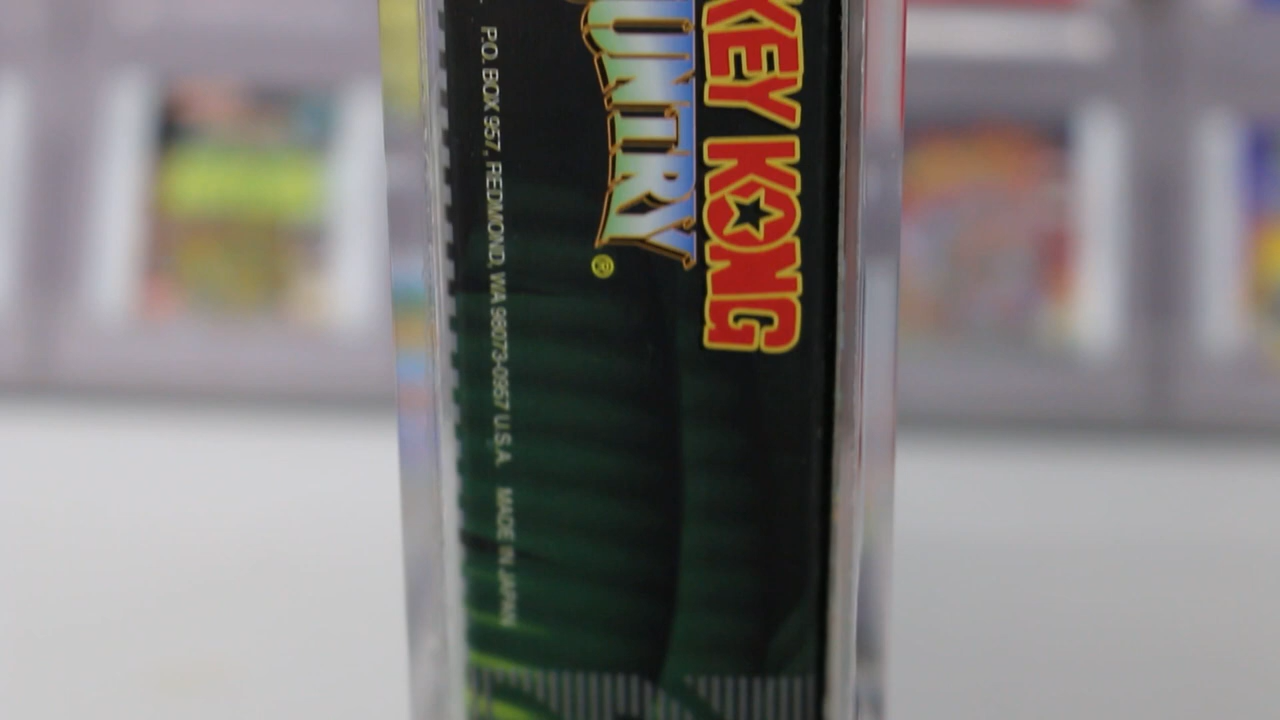 KEY KONG
UNTRY®
P.O. BOX 957, REDMOND, WA 98073-0957 U.S.A. MADE IN JAPAN